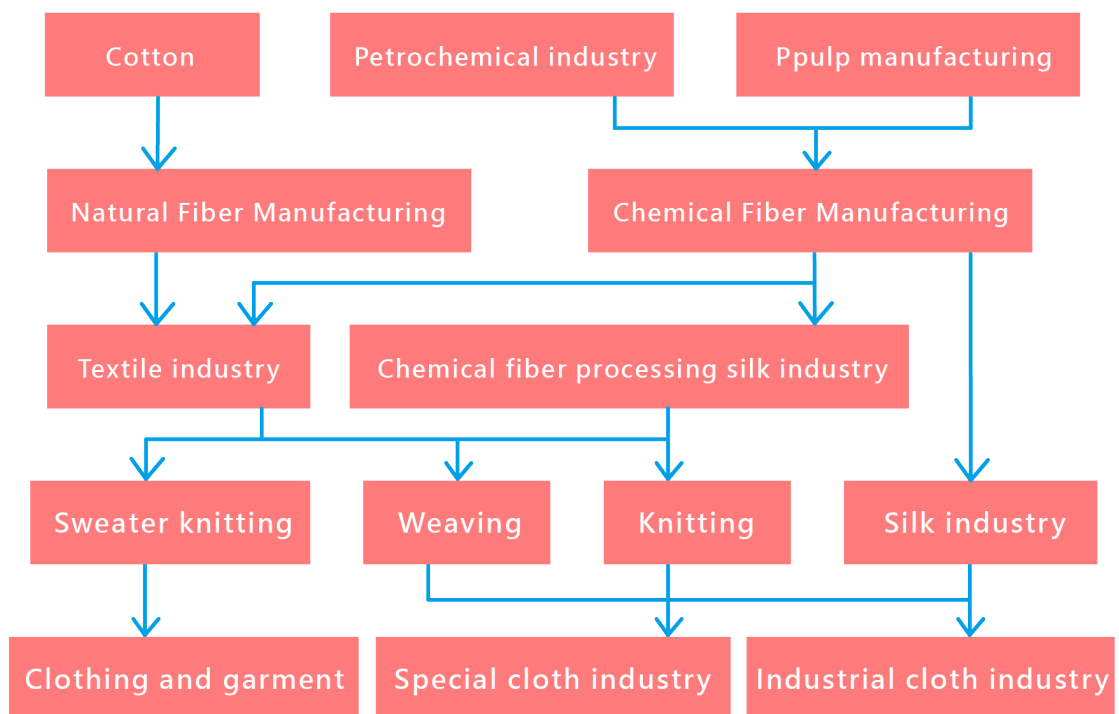 Cotton
Petrochemical industry
Ppulp manufacturing
Natural Fiber Manufacturing
Chemical Fiber Manufacturing
Textile industry
Chemical fiber processing silk industry
Sweater knitting
Weaving
Knitting
Silk industry
Clothing and garment
Special cloth industry
Industrial cloth industry